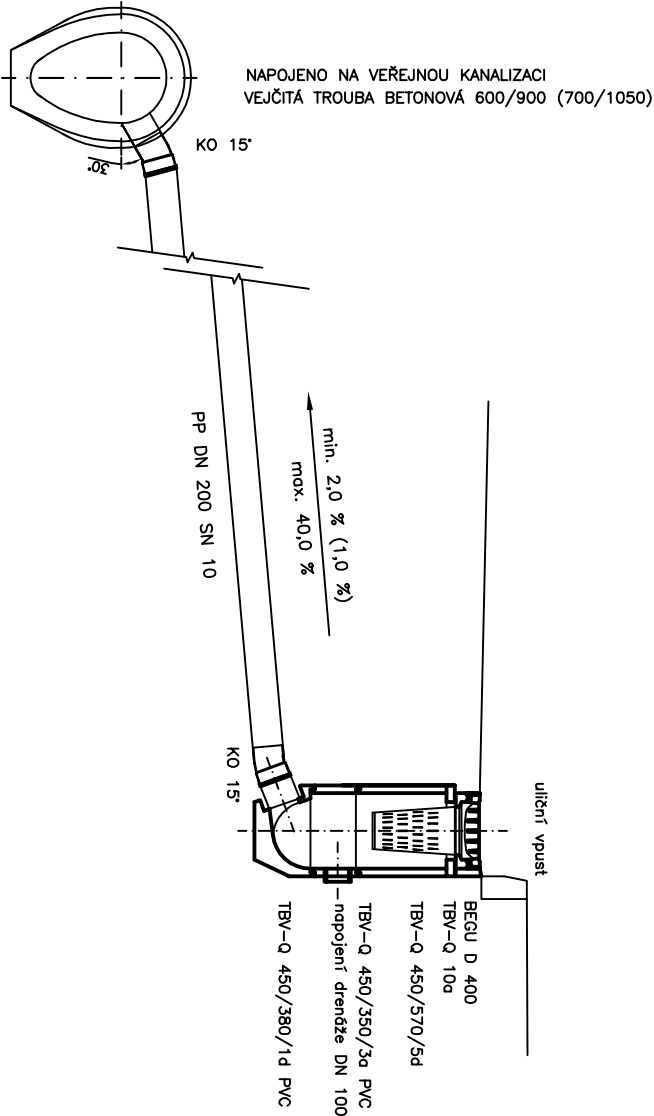 NAPOJENO NA VEŘEJNOU KANALIZACI
VEJČITÁ TROUBA BETONOVÁ 600/900 (700/1050)
KO 15°
30°
PP DN 200 SN 10
min. 2,0 % (1,0 %)
max. 40,0 %
KO 15°
uliční vpust
BEGU D 400
TBV-Q 10a
TBV-Q 450/570/5d
TBV-Q 450/350/3a PVC
napojení drenáže DN 100
TBV-Q 450/380/1d PVC